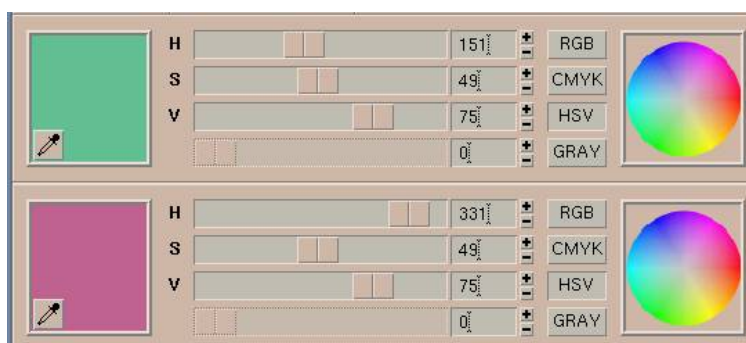 H 151 + - RGB
S 49 + - CMYK
V 75 + - HSV
0 + - GRAY
H 331 + - RGB
S 49 + - CMYK
V 75 + - HSV
0 + - GRAY